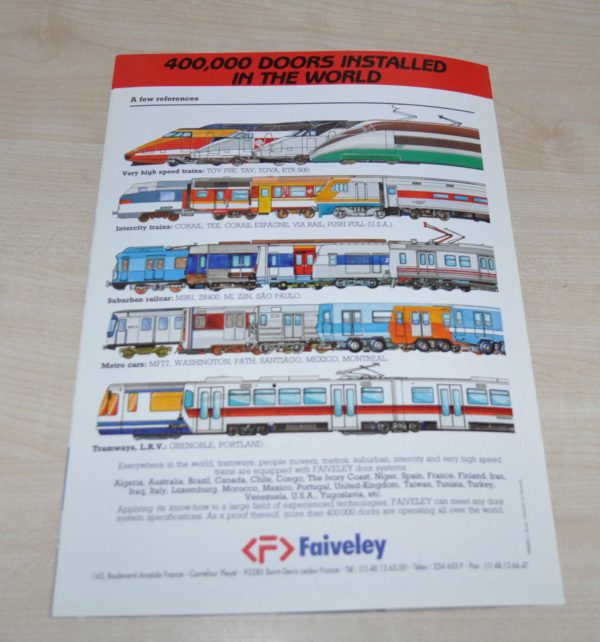 400,000 DOORS INSTALLED
IN THE WORLD
A few references
Very high speed trains: TGV PSE, TAV, TGVA, ETR 500.
Intercity trains: CORAIL, TEE, CORAIL ESPAGNE, VIA RAIL, PUSH PULL (U.S.A.).
Suburban railcar: MS61, Z6400, MI, Z2N, SÃO PAULO.
Metro cars: MF77, WASHINGTON, PATH, SANTIAGO, MEXICO, MONTREAL.
Tramways, L.R.V.: GRENOBLE, PORTLAND.
Everywhere in the world, tramways, people movers, metros, suburban, intercity and very high speed
trains are equipped with FAIVELEY door systems :
Algeria, Australia, Brazil, Canada, Chile, Congo, The Ivory Coast, Niger, Spain, France, Finland, Iran,
Iraq, Italy, Luxemburg, Morocco, Mexico, Portugal, United-Kingdom, Taiwan, Tunisia, Turkey,
Venezuela, U.S.A., Yugoslavia, etc.
Applying its know-how to a large field of experienced technologies, FAIVELEY can meet any door
system specifications. As a proof thereof, more than 400 000 doors are operating all over the world.
<F> Faiveley
143, Boulevard Anatole France - Carrefour Pleyel - 93285 Saint-Denis cedex France - Tél : (1) 48.13.65.00 - Télex : 234 653 F - Fax : (1) 48.13.66.47